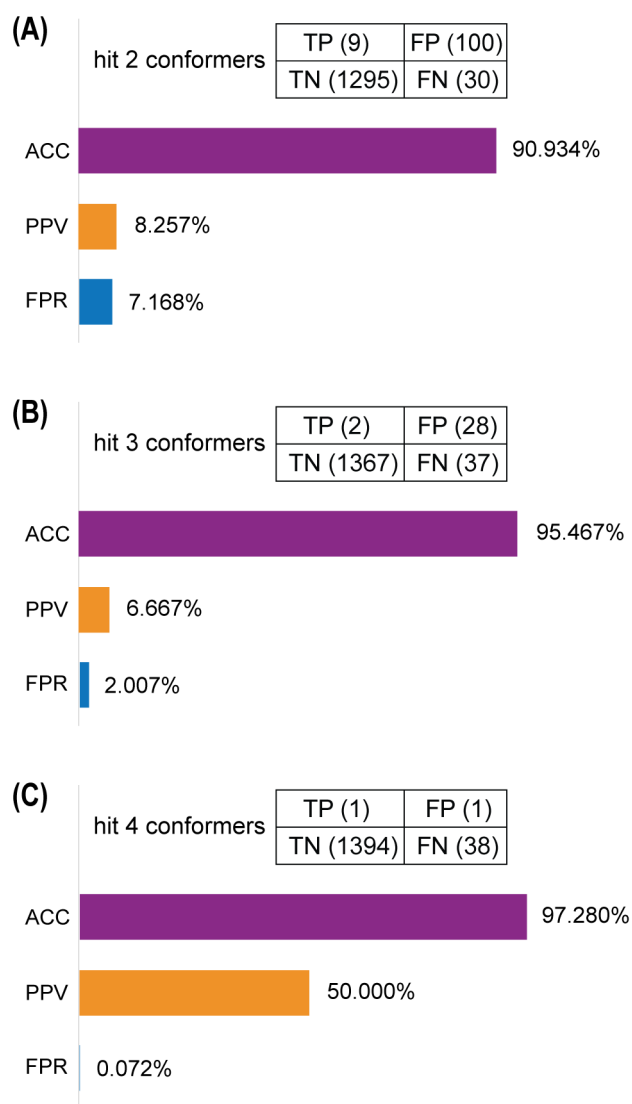 (A)
hit 2 conformers
TP (9) FP (100)
TN (1295) FN (30)
ACC 90.934%
PPV 8.257%
FPR 7.168%
(B)
hit 3 conformers
TP (2) FP (28)
TN (1367) FN (37)
ACC 95.467%
PPV 6.667%
FPR 2.007%
(C)
hit 4 conformers
TP (1) FP (1)
TN (1394) FN (38)
ACC 97.280%
PPV 50.000%
FPR 0.072%